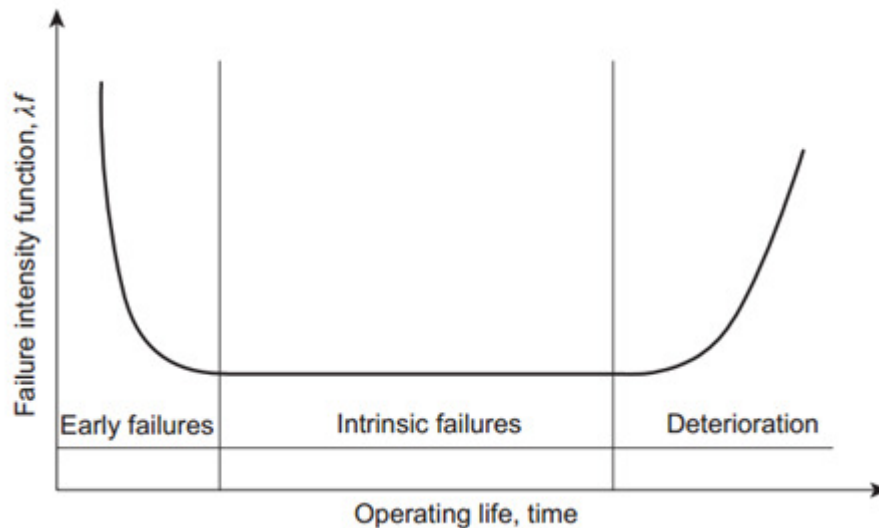 Failure intensity function, λf
Early failures
Intrinsic failures
Deterioration
Operating life, time